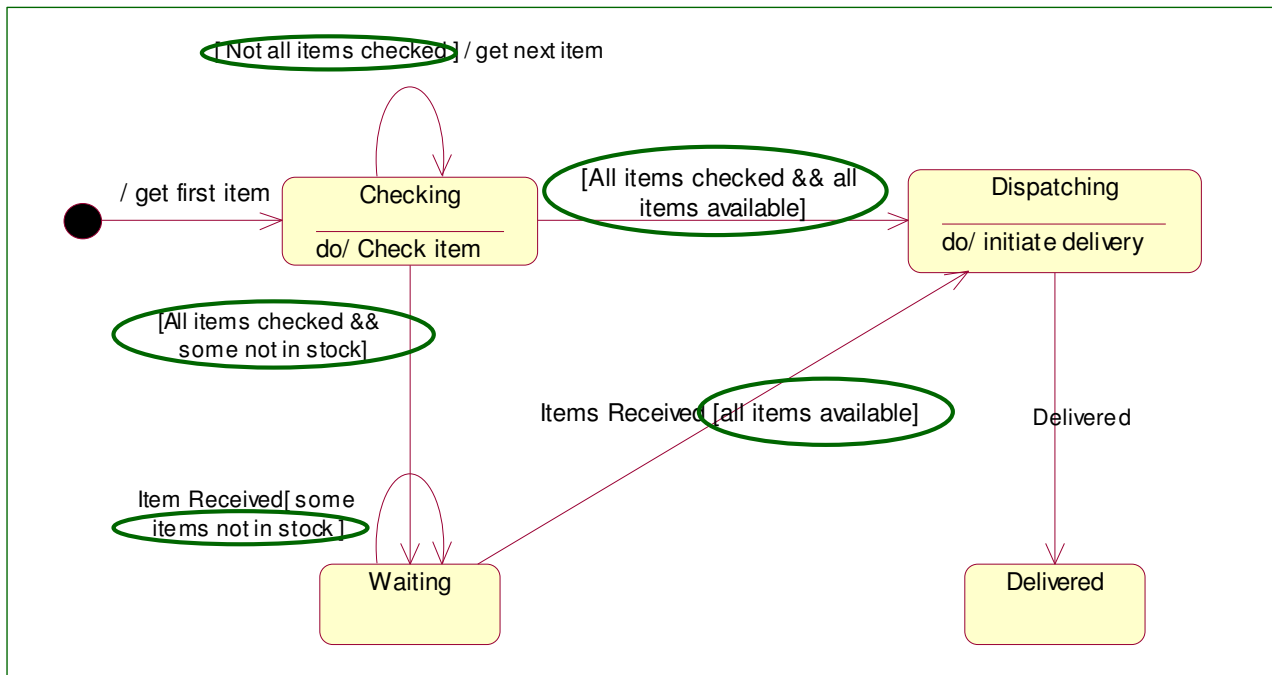 [ Not all items checked ] / get next item
/ get first item
Checking
do/ Check item
[All items checked && all
items available]
Dispatching
do/ initiate delivery
[All items checked &&
some not in stock]
Items Received [all items available]
Delivered
Item Received[ some
items not in stock ]
Waiting
Delivered